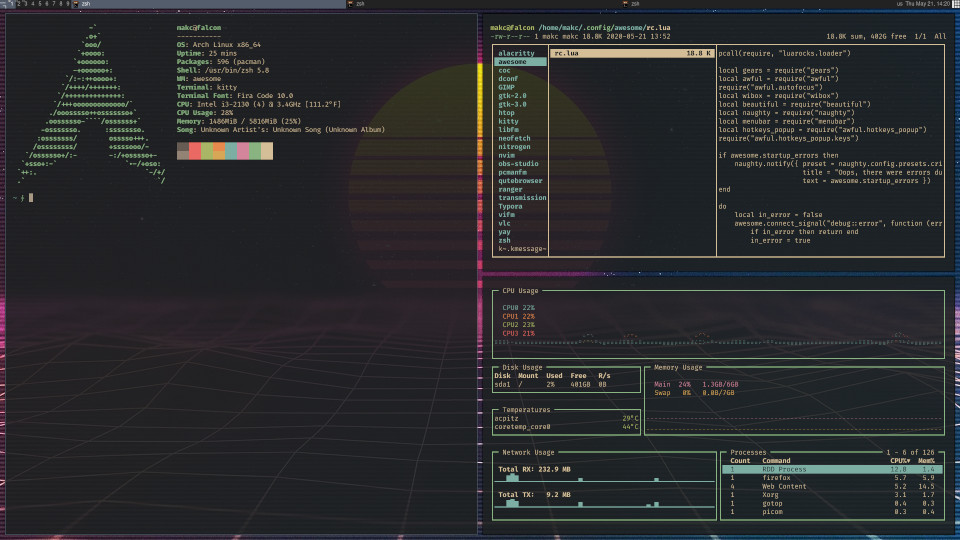 1 2 3 4 5 6 7 8 9 zsh
zsh
zsh
us Thu May 21, 14:20
makc@falcon
-----------
OS: Arch Linux x86_64
Uptime: 25 mins
Packages: 596 (pacman)
Shell: /usr/bin/zsh 5.8
WM: awesome
Terminal: kitty
Terminal Font: Fira Code 10.0
CPU: Intel i3-2130 (4) @ 3.4GHz [111.2°F]
CPU Usage: 28%
Memory: 1486MiB / 5816MiB (25%)
Song: Unknown Artist's: Unknown Song (Unknown Album)
makc@falcon /home/makc/.config/awesome/rc.lua
-rw-r--r-- 1 makc makc 18.8K 2020-05-21 13:52
18.8K sum, 402G free 1/1 All
alacritty
awesome
coc
dconf
GIMP
gtk-2.0
gtk-3.0
htop
kitty
libfm
neofetch
nitrogen
nvim
obs-studio
pcmanfm
qutebrowser
ranger
transmission
Typora
vifm
vlc
yay
zsh
k~.kmessage~
rc.lua 18.8 K
pcall(require, "luarocks.loader")
local gears = require("gears")
local awful = require("awful")
require("awful.autofocus")
local wibox = require("wibox")
local beautiful = require("beautiful")
local naughty = require("naughty")
local menubar = require("menubar")
local hotkeys_popup = require("awful.hotkeys_popup")
require("awful.hotkeys_popup.keys")
if awesome.startup_errors then
naughty.notify({ preset = naughty.config.presets.cri
title = "Oops, there were errors du
text = awesome.startup_errors })
end
do
local in_error = false
awesome.connect_signal("debug::error", function (err
if in_error then return end
in_error = true
CPU Usage
CPU0 22%
CPU1 22%
CPU2 23%
CPU3 21%
Disk Usage
Disk Mount Used Free R/s
sda1 / 2% 401GB 0B
Memory Usage
Main 24% 1.3GB/6GB
Swap 0% 0.0B/7GB
Temperatures
acpitz 29°C
coretemp_core0 44°C
Network Usage
Total RX: 232.9 MB
Total TX: 9.2 MB
Processes 1 - 6 of 126
Count Command CPU%▾ Mem%
1 RDD Process 12.0 1.4
1 firefox 5.7 5.9
4 Web Content 5.2 14.5
1 Xorg 3.1 1.7
1 gotop 0.4 0.3
1 picom 0.3 0.4